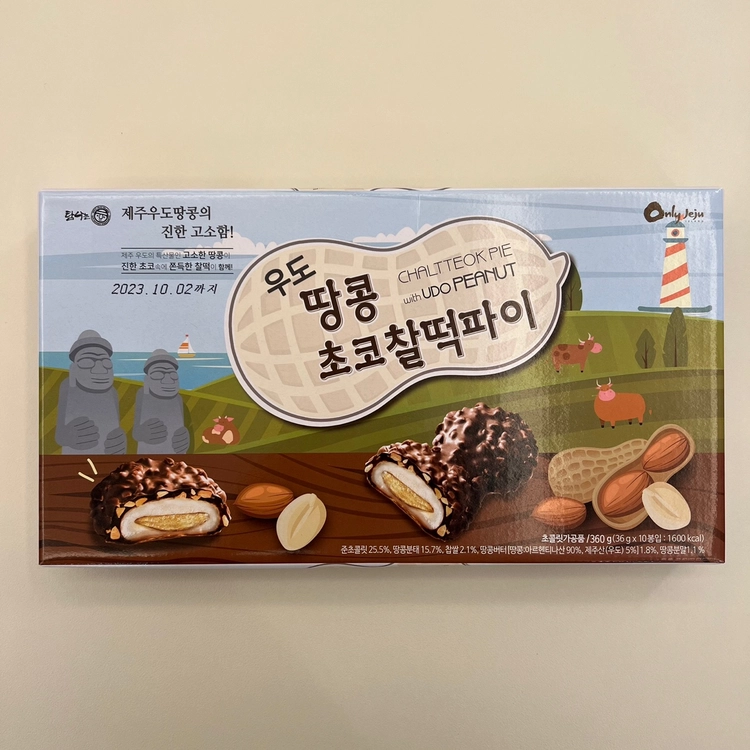 탐나는
제주우도땅콩의
진한 고소함!
제주 우도의 특산물인 고소한 땅콩이
진한 초코속에 쫀득한 찰떡이 함께!
2023.10.02까지
Only Jeju
우도
땅콩
초코찰떡파이
CHALTTEOK PIE
with UDO PEANUT
초콜릿가공품 / 360 g (36 g x 10봉입 : 1600 kcal)
준초콜릿 25.5%, 땅콩분태 15.7%, 찹쌀 2.1%, 땅콩버터[땅콩:아르헨티나산 90%, 제주산(우도) 5%] 1.8%, 땅콩분말1.1 %